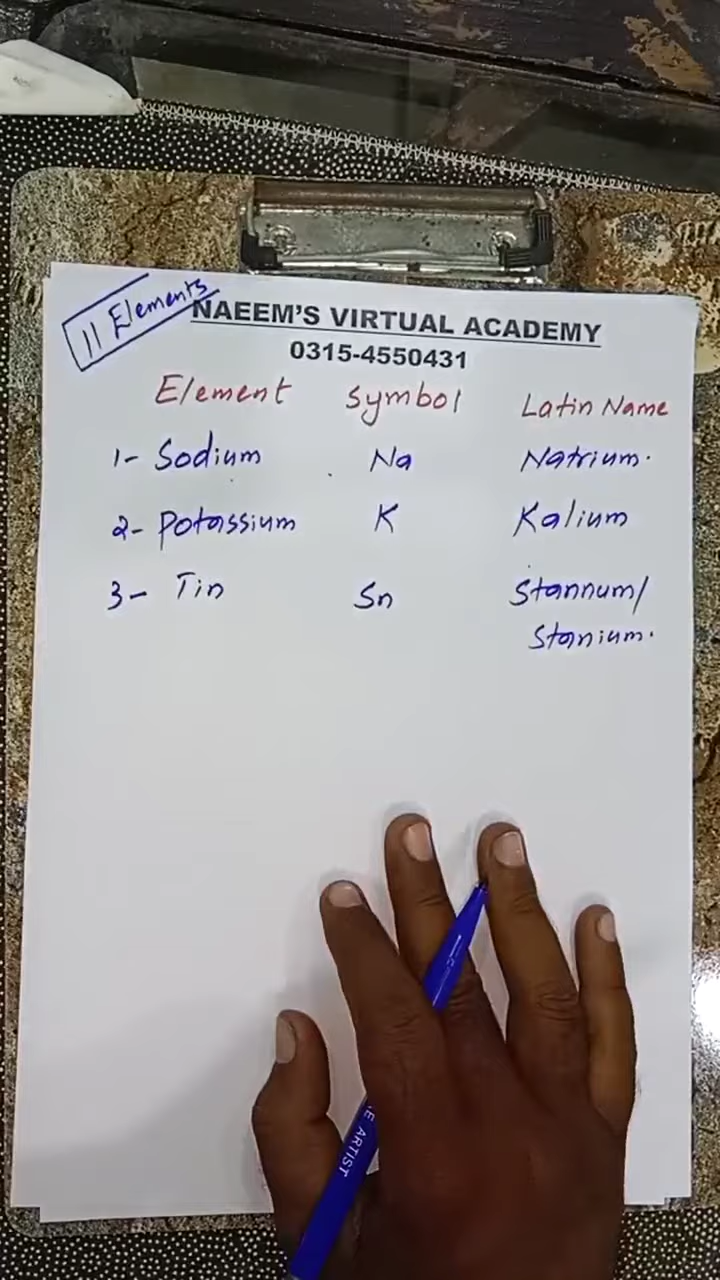 11 Elements
NAEEM'S VIRTUAL ACADEMY
0315-4550431
Element Symbol Latin Name
1- Sodium Na Natrium.
2- Potassium K Kalium
3- Tin Sn Stannum/
Stanium.
ARTIST